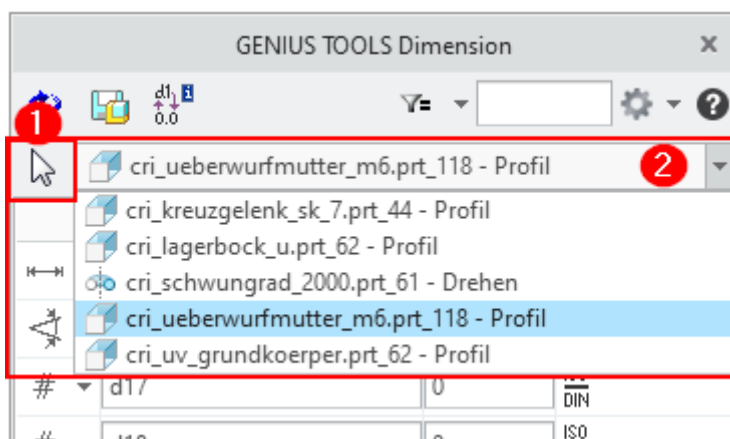 GENIUS TOOLS Dimension
d1
0.0
1
cri_ueberwurfmutter_m6.prt_118 - Profil
2
cri_kreuzgelenk_sk_7.prt_44 - Profil
cri_lagerbock_u.prt_62 - Profil
cri_schwungrad_2000.prt_61 - Drehen
cri_ueberwurfmutter_m6.prt_118 - Profil
cri_uv_grundkoerper.prt_62 - Profil
# d17 0 DIN
ISO